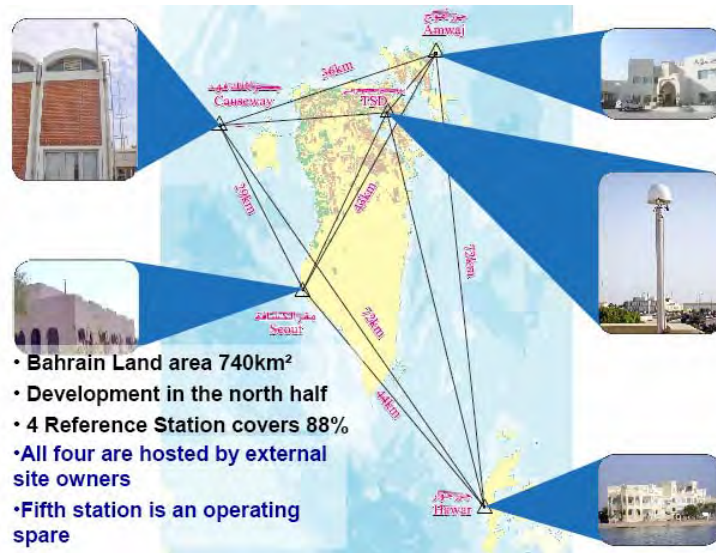 Amwaj
36km
Causeway
TSD
29km
48km
72km
72km
Scout
44km
Hawar
• Bahrain Land area 740km²
• Development in the north half
• 4 Reference Station covers 88%
•All four are hosted by external
site owners
•Fifth station is an operating
spare